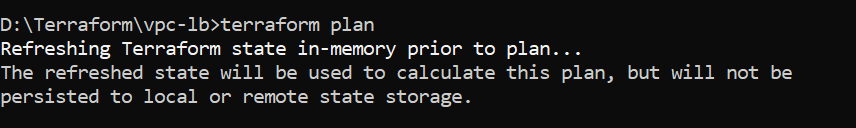 D:\Terraform\vpc-lb>terraform plan
Refreshing Terraform state in-memory prior to plan...
The refreshed state will be used to calculate this plan, but will not be
persisted to local or remote state storage.